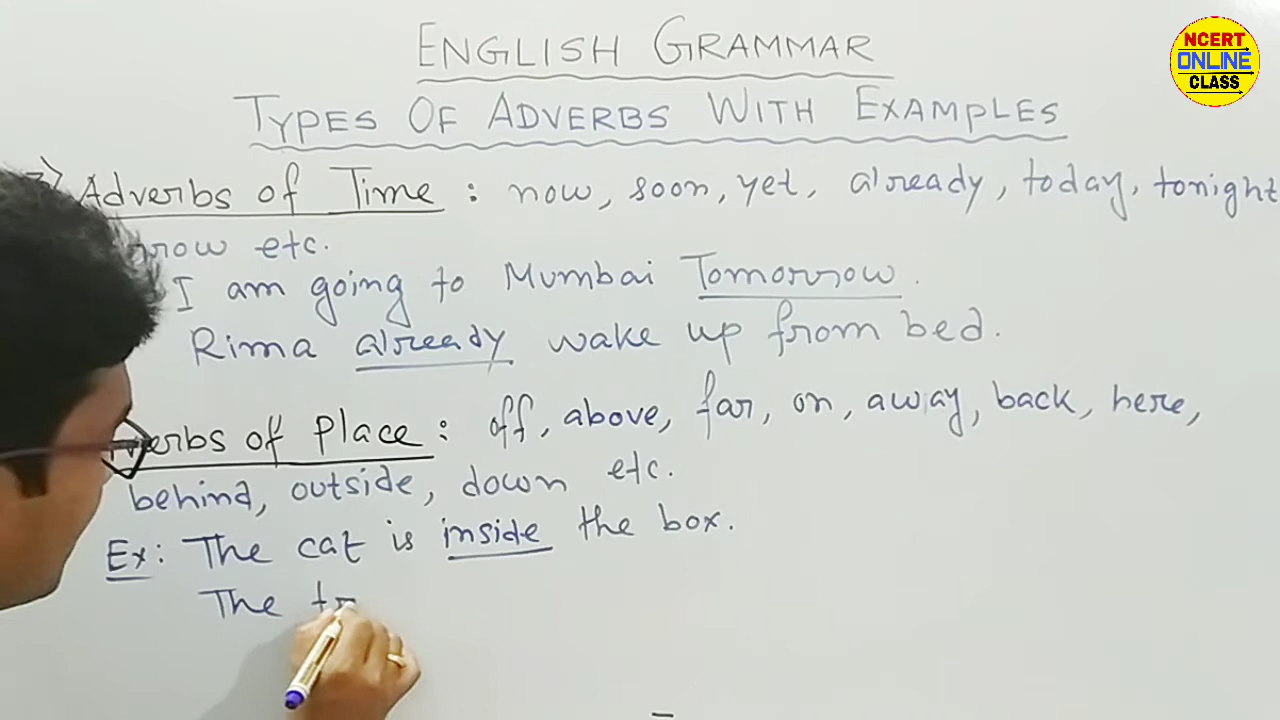 ENGLISH GRAMMAR
NCERT
ONLINE
CLASS
TYPES OF ADVERBS WITH EXAMPLES
Adverbs of Time : now, soon, yet, already, today, tonight
etc.
I am going to Mumbai Tomorrow.
Rima already wake up from bed.
of Place : off, above, far, on, away, back, here,
behind, outside, down etc.
Ex: The cat is inside the box.
The